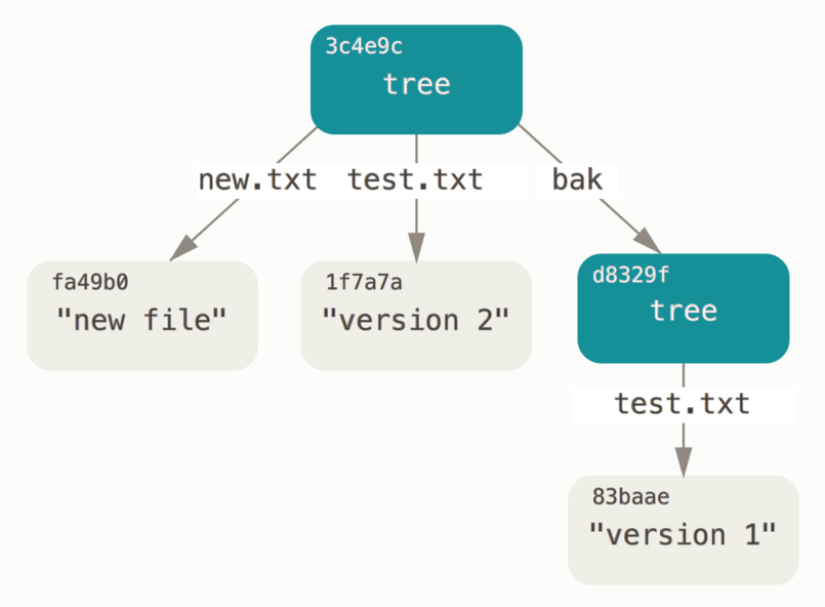 3c4e9c
tree
new.txt
test.txt
bak
fa49b0
"new file"
1f7a7a
"version 2"
d8329f
tree
test.txt
83baae
"version 1"